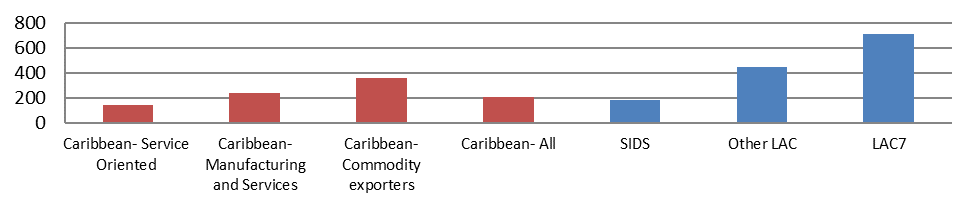 800
600
400
200
0
Caribbean- Service
Oriented
Caribbean-
Manufacturing
and Services
Caribbean-
Commodity
exporters
Caribbean- All
SIDS
Other LAC
LAC7